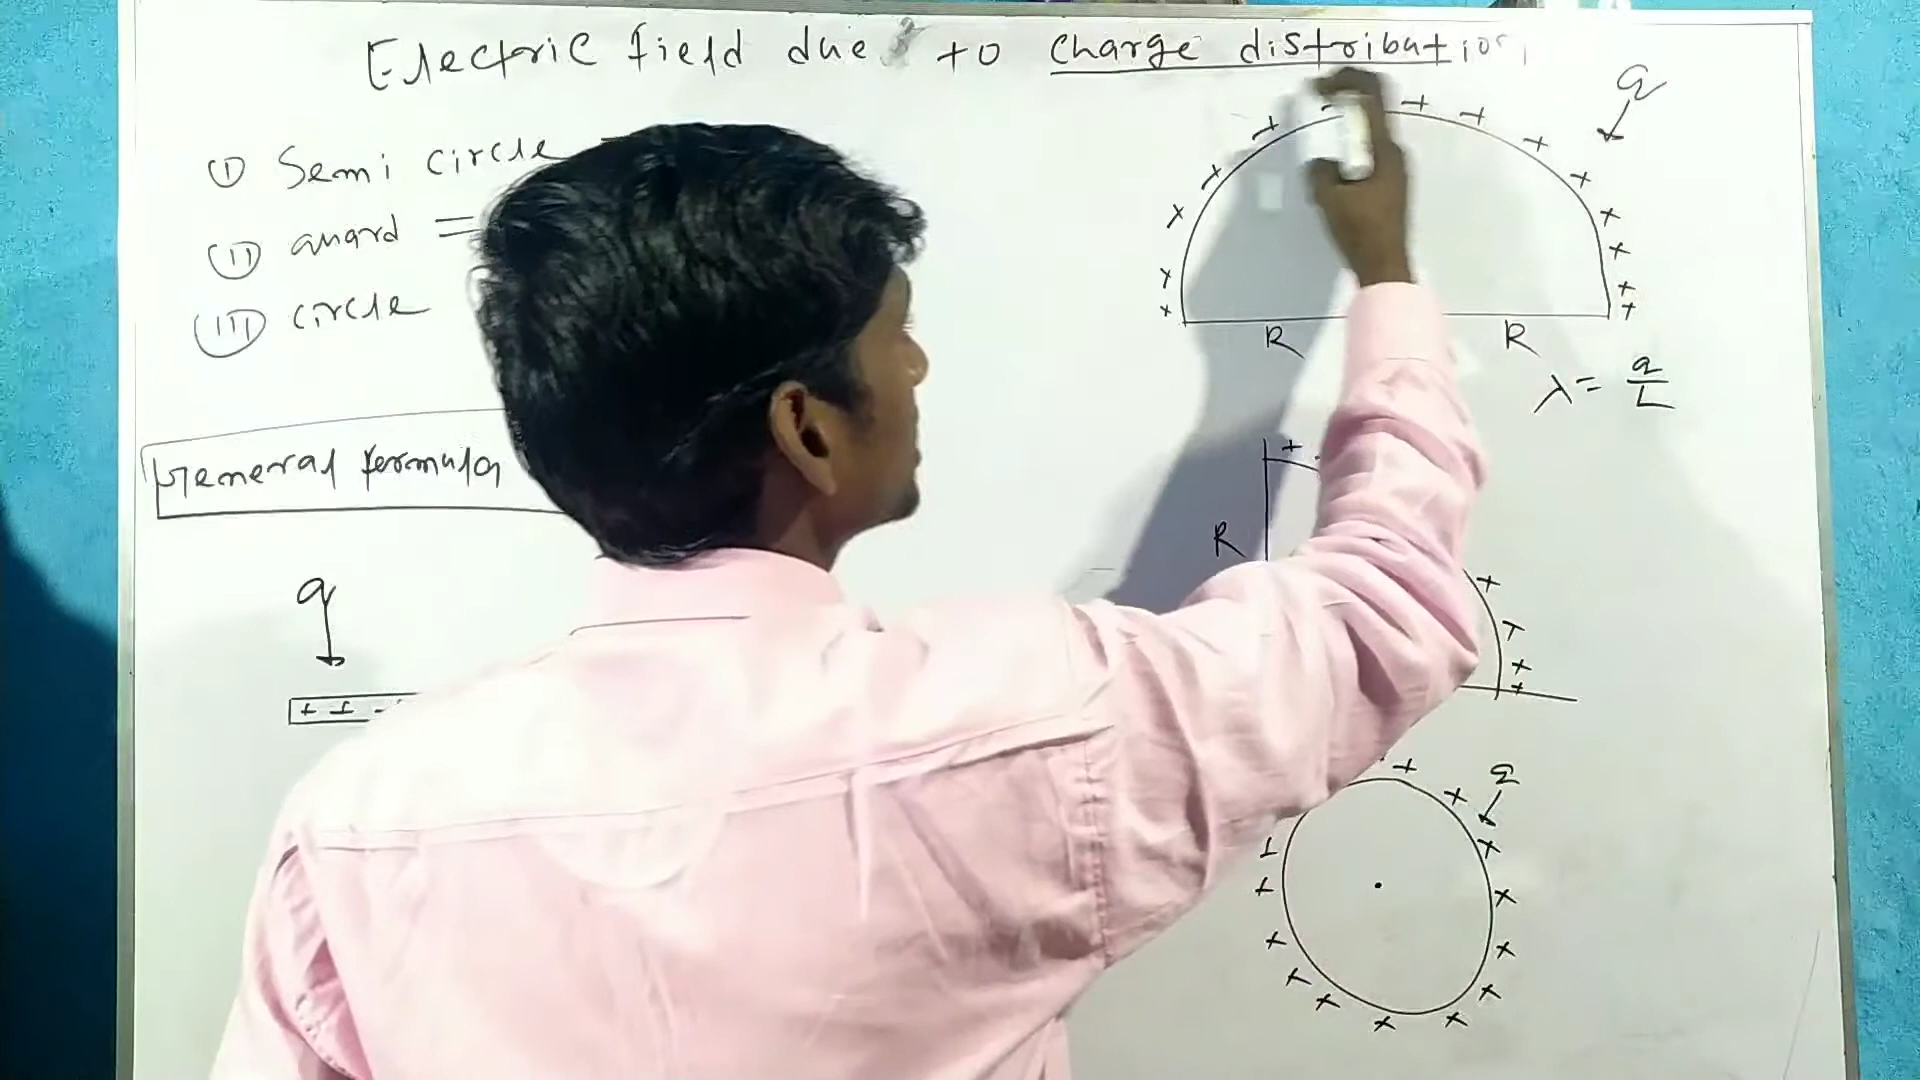 Electric field due to charge distribution
(I) Semi circle
(II) quard =
(III) circle
General formula
q
+ +
q
+ + + + + + + + + + + + + +
R R
λ = q/L
+
R
+ + + +
+ + q
+ + + + + + + + + + + + +